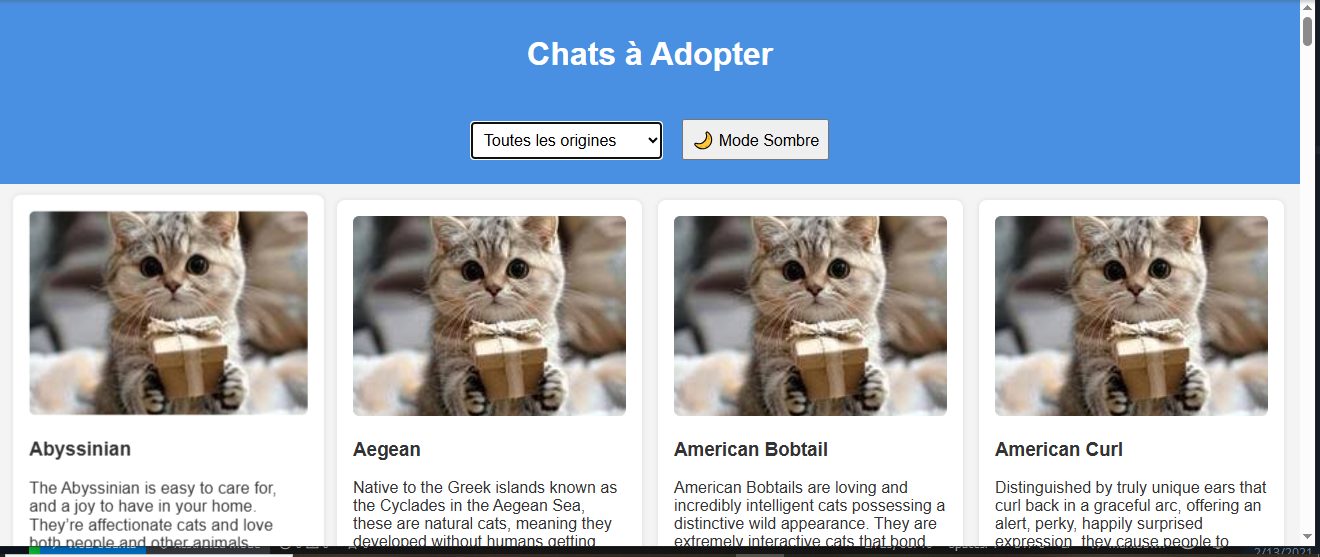 Chats à Adopter
Toutes les origines
🌙 Mode Sombre
Abyssinian
The Abyssinian is easy to care for,
and a joy to have in your home.
They’re affectionate cats and love
both people and other animals.
Aegean
Native to the Greek islands known as
the Cyclades in the Aegean Sea,
these are natural cats, meaning they
developed without humans getting
American Bobtail
American Bobtails are loving and
incredibly intelligent cats possessing a
distinctive wild appearance. They are
extremely interactive cats that bond
American Curl
Distinguished by truly unique ears that
curl back in a graceful arc, offering an
alert, perky, happily surprised
expression, they cause people to
2/13/2021